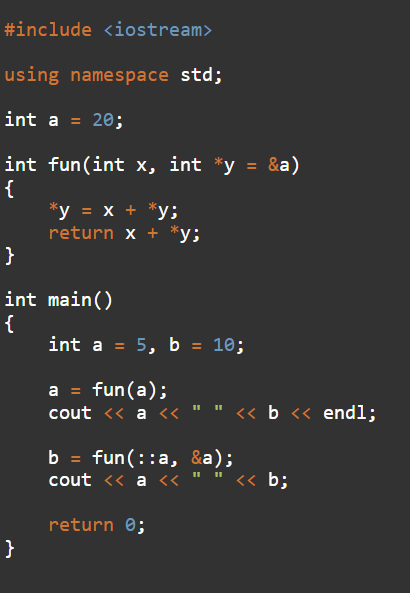 #include <iostream>
using namespace std;
int a = 20;
int fun(int x, int *y = &a)
{
*y = x + *y;
return x + *y;
}
int main()
{
int a = 5, b = 10;
a = fun(a);
cout << a << " " << b << endl;
b = fun(::a, &a);
cout << a << " " << b;
return 0;
}